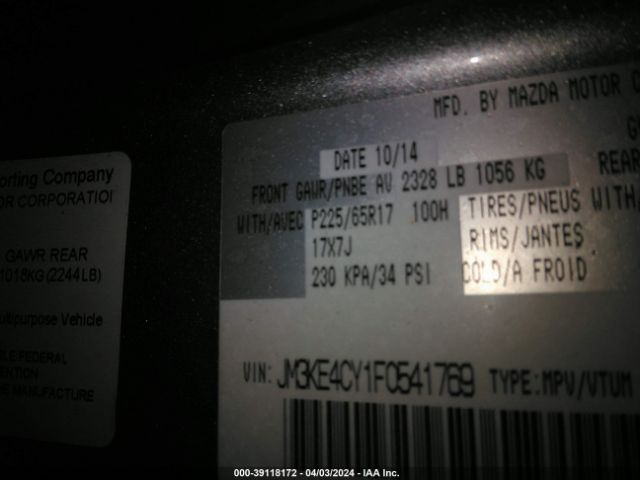 orting Company
OR CORPORATION
GAWR REAR
1018KG (2244LB)
ultipurpose Vehicle
LE FEDERAL
ENTION
HE MANUFACTURE
MFD. BY MAZDA MOTOR C
DATE 10/14
FRONT GAWR/PNBE AV 2328 LB 1056 KG REAR
WITH/AVEC P225/65R17 100H TIRES/PNEUS WITH/
17X7J RIMS/JANTES
230 KPA/34 PSI COLD/A FROID
VIN: JM3KE4CY1F0541769 TYPE:MPV/VTUM
000-39118172 - 04/03/2024 - IAA Inc.